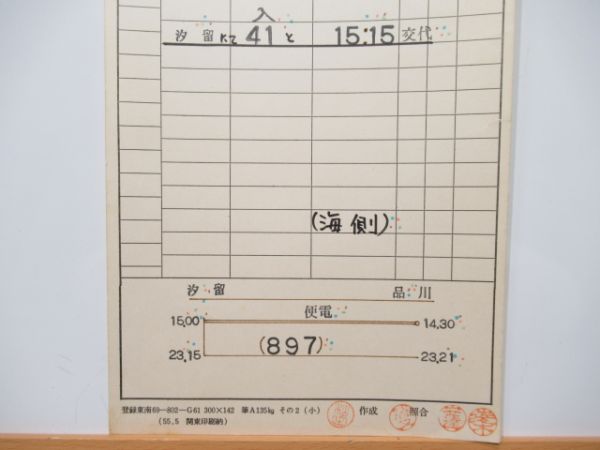 入
汐留にて 41 と 15:15 交代
(海側)
汐留 品川
便電
15.00 14.30
(897)
23.15 23.21
登録東南69—802—G61 300×142 筆A135kg その2(小) 作成 照合
(55.5 関東印刷納)